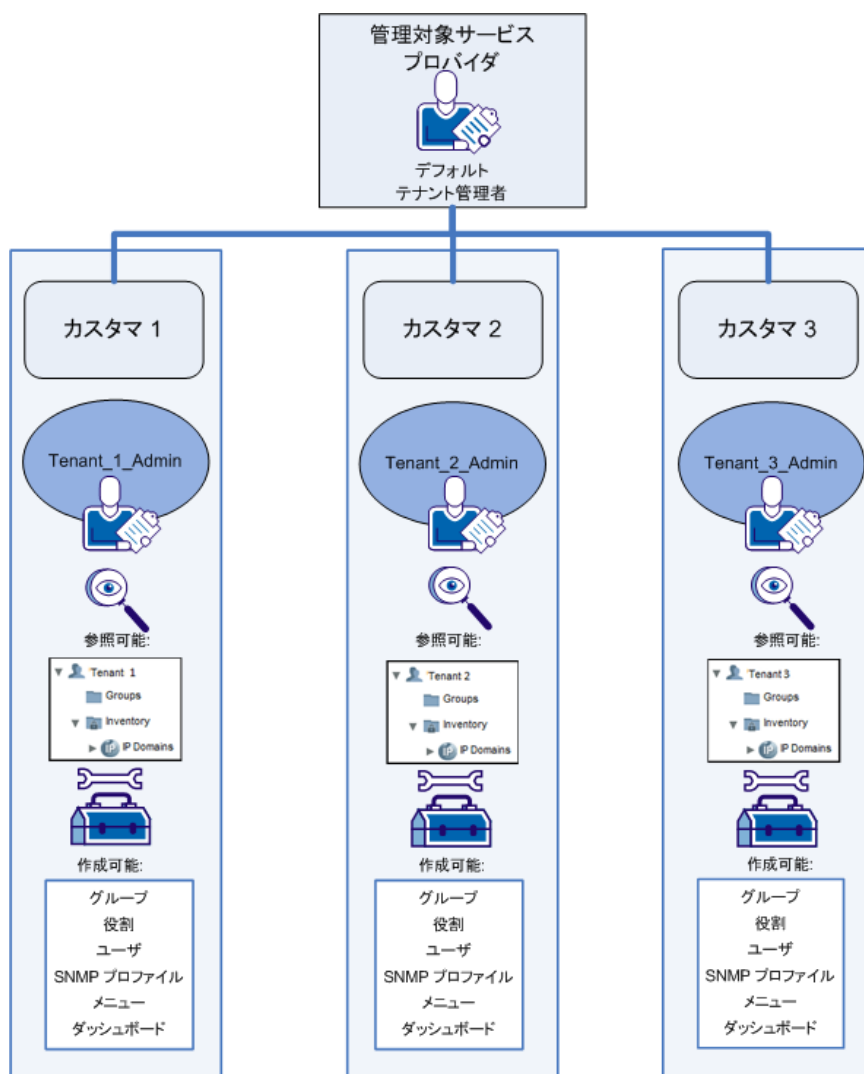 管理対象サービス
プロバイダ
デフォルト
テナント管理者
カスタマ 1
Tenant_1_Admin
参照可能:
Tenant 1
Groups
Inventory
IP
IP Domains
作成可能:
グループ
役割
ユーザ
SNMP プロファイル
メニュー
ダッシュボード
カスタマ 2
Tenant_2_Admin
参照可能:
Tenant 2
Groups
Inventory
IP
IP Domains
作成可能:
グループ
役割
ユーザ
SNMP プロファイル
メニュー
ダッシュボード
カスタマ 3
Tenant_3_Admin
参照可能:
Tenant 3
Groups
Inventory
IP
IP Domains
作成可能:
グループ
役割
ユーザ
SNMP プロファイル
メニュー
ダッシュボード